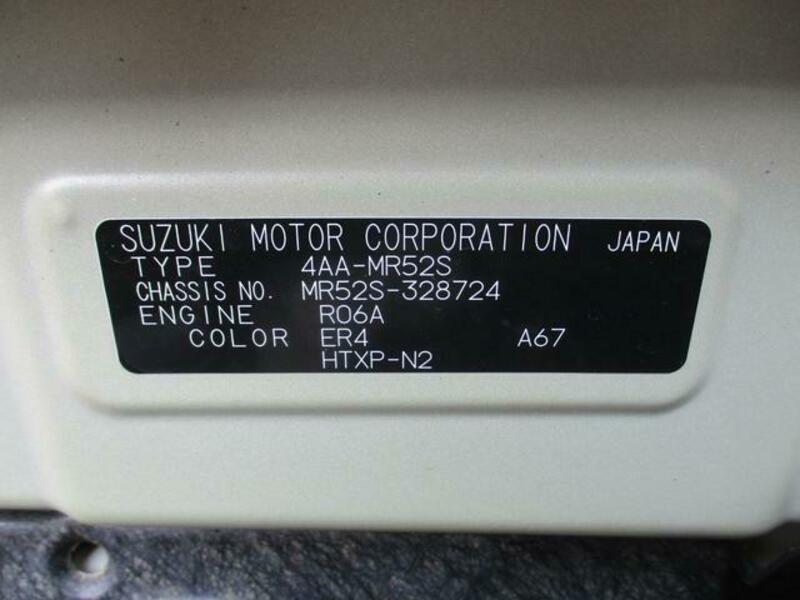 SUZUKI MOTOR CORPORATION JAPAN
TYPE 4AA-MR52S
CHASSIS NO. MR52S-328724
ENGINE R06A
COLOR ER4 A67
HTXP-N2